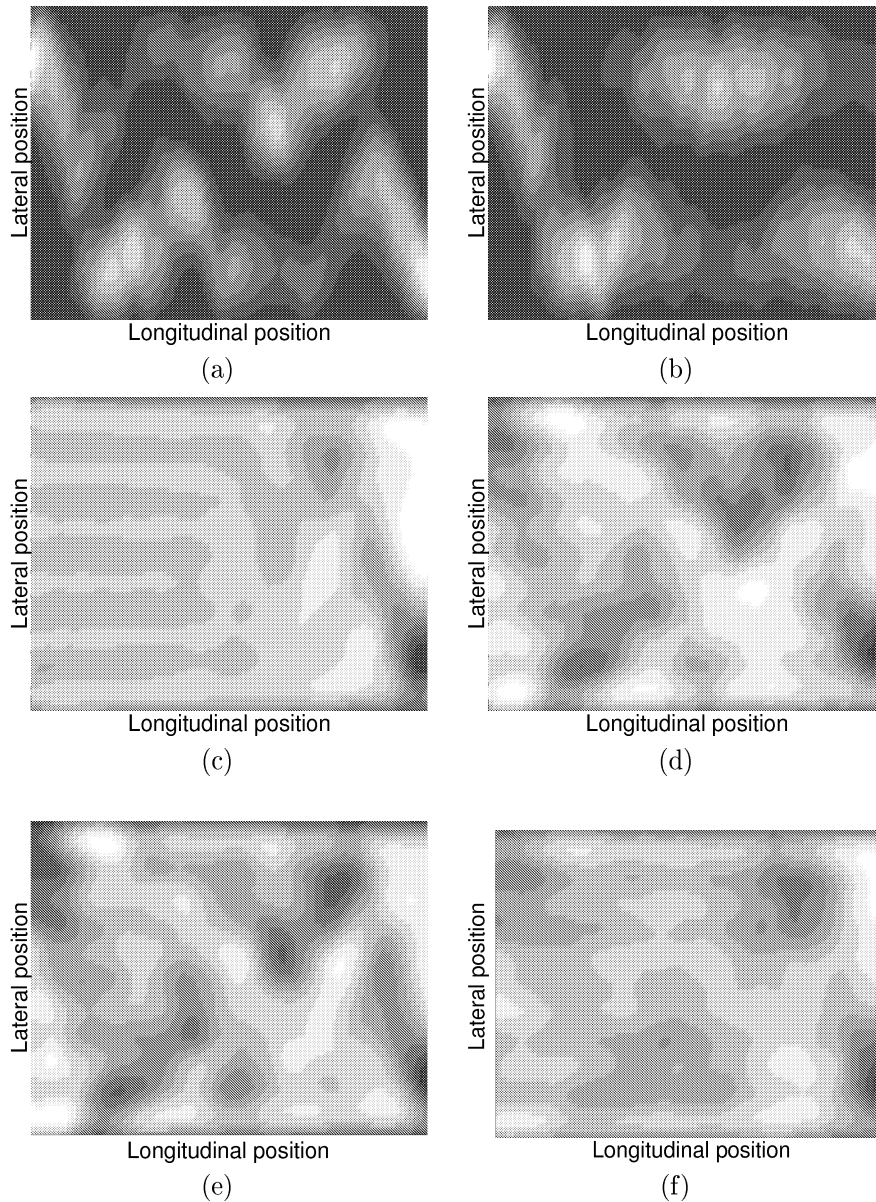 Lateral position
Lateral position
Longitudinal position
Longitudinal position
(a)
(b)
Lateral position
Lateral position
Longitudinal position
Longitudinal position
(c)
(d)
Lateral position
Lateral position
Longitudinal position
Longitudinal position
(e)
(f)